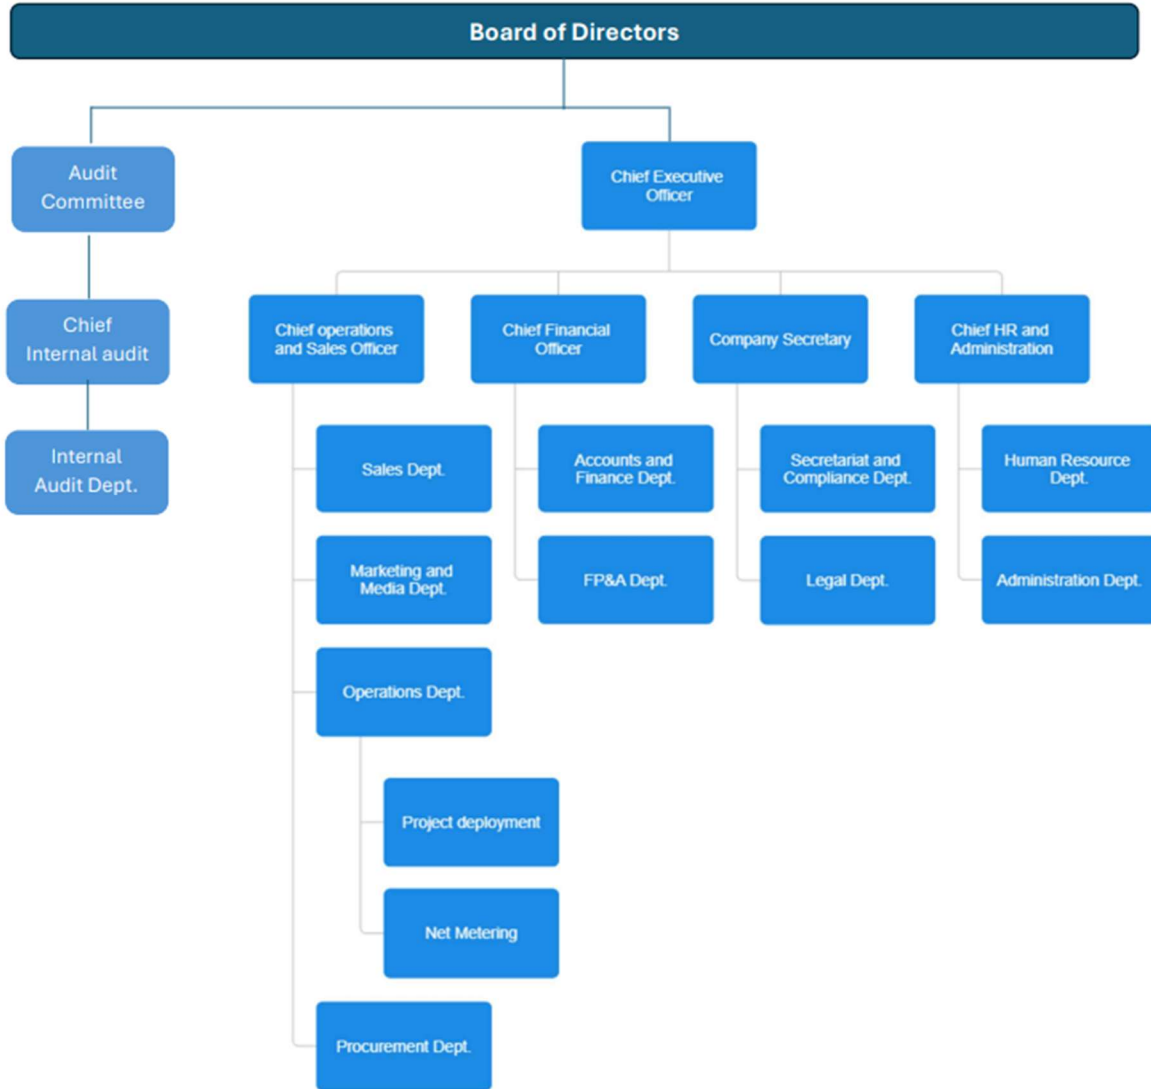 Board of Directors
Audit
Committee
Chief Executive
Officer
Chief
Internal audit
Chief operations
and Sales Officer
Chief Financial
Officer
Company Secretary
Chief HR and
Administration
Internal
Audit Dept.
Sales Dept.
Accounts and
Finance Dept.
Secretariat and
Compliance Dept.
Human Resource
Dept.
Marketing and
Media Dept.
FP&A Dept.
Legal Dept.
Administration Dept.
Operations Dept.
Project deployment
Net Metering
Procurement Dept.